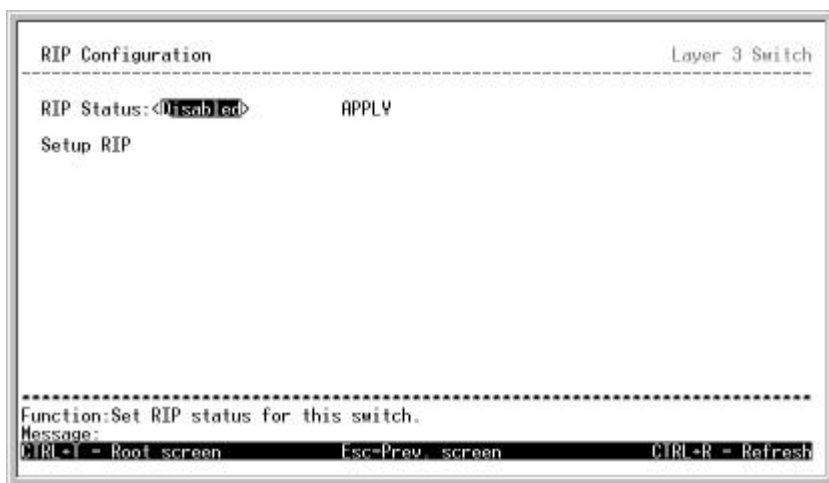 RIP Configuration Layer 3 Switch
RIP Status:<Disabled> APPLY
Setup RIP
Function:Set RIP status for this switch.
Message:
CTRL+T = Root screen Esc=Prev. screen CTRL+R = Refresh